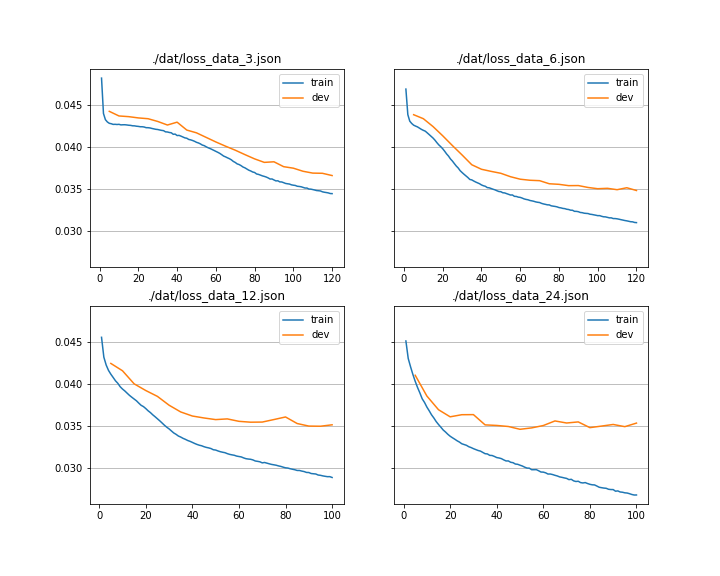 ./dat/loss_data_3.json
train
dev
0.045
0.040
0.035
0.030
0 20 40 60 80 100 120
./dat/loss_data_6.json
train
dev
0 20 40 60 80 100 120
./dat/loss_data_12.json
train
dev
0.045
0.040
0.035
0.030
0 20 40 60 80 100
./dat/loss_data_24.json
train
dev
0 20 40 60 80 100